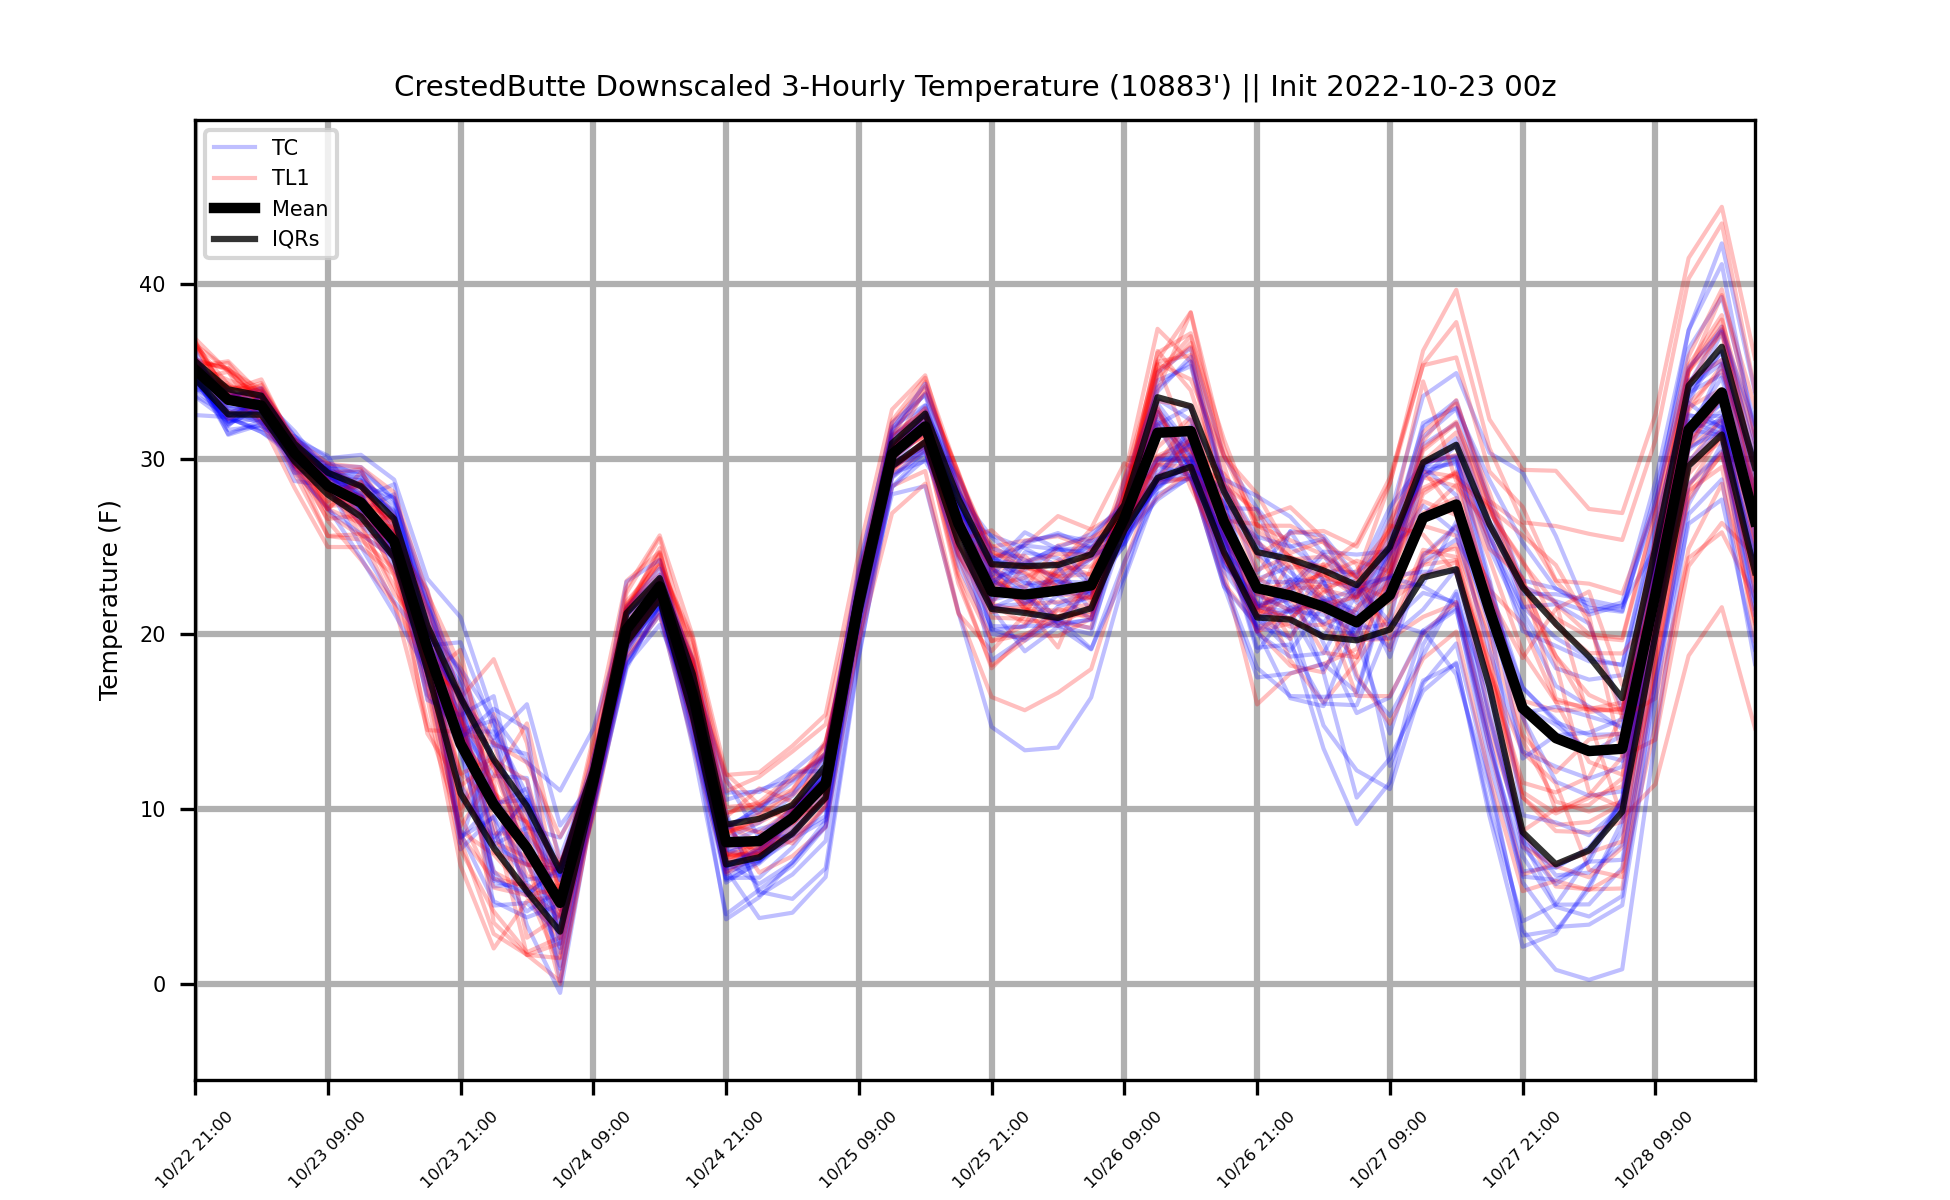 CrestedButte Downscaled 3-Hourly Temperature (10883') || Init 2022-10-23 00z
TC
TL1
Mean
IQRs
Temperature (F)
40
30
20
10
0
10/22 21:00
10/23 09:00
10/23 21:00
10/24 09:00
10/24 21:00
10/25 09:00
10/25 21:00
10/26 09:00
10/26 21:00
10/27 09:00
10/27 21:00
10/28 09:00